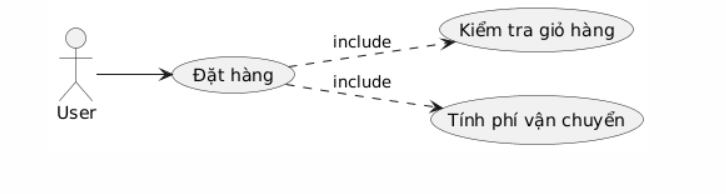 User
Đặt hàng
include
Kiểm tra giỏ hàng
include
Tính phí vận chuyển